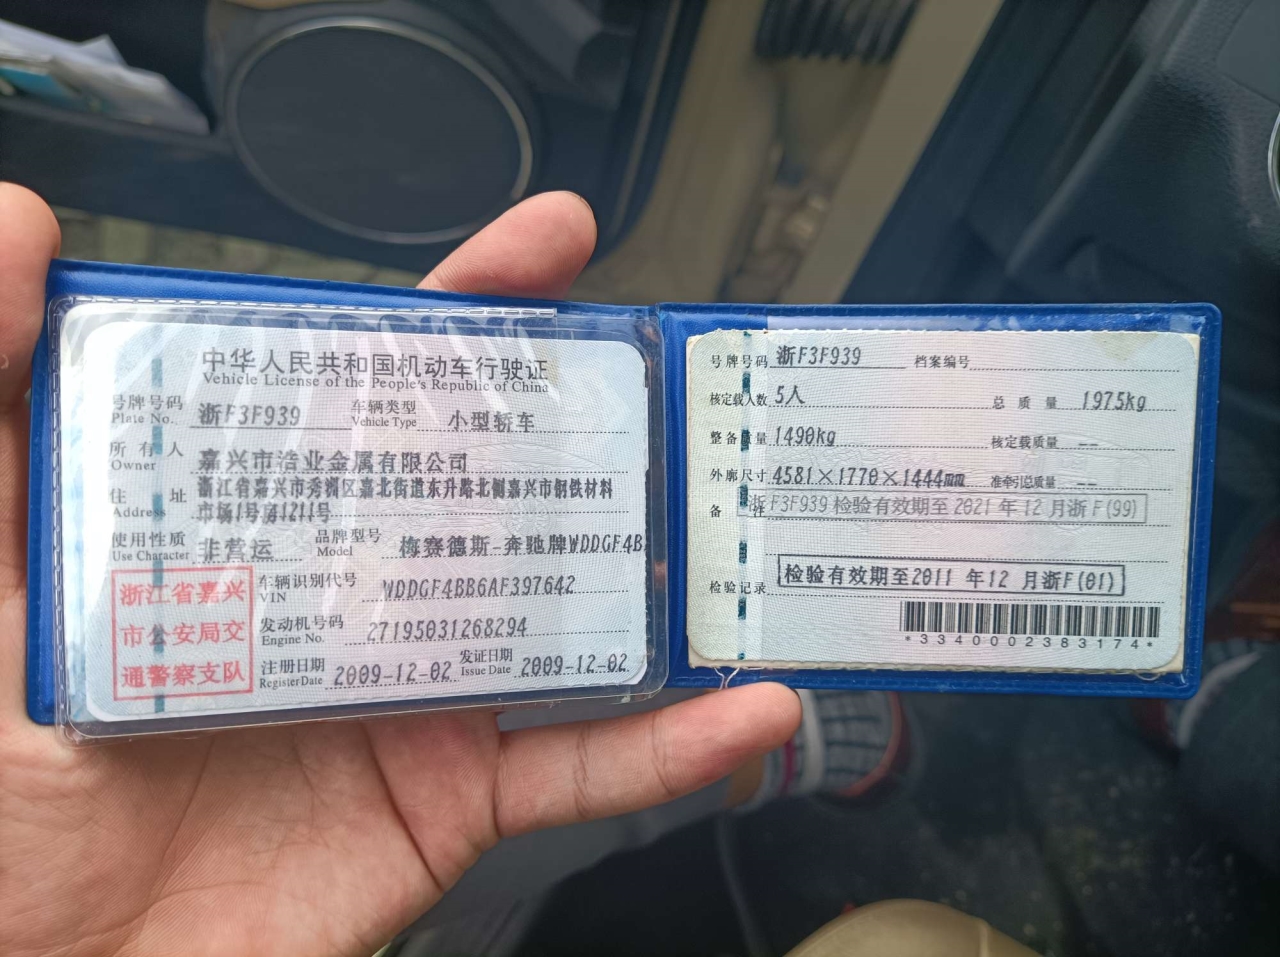 中华人民共和国机动车行驶证
Vehicle License of the People's Republic of China
号牌号码 浙F3F939 车辆类型 小型轿车
Plate No. Vehicle Type
所有人 嘉兴市浩业金属有限公司
Owner
住址 浙江省嘉兴市秀洲区嘉北街道东升路北侧嘉兴市钢铁材料
Address 市场1号房1211号
使用性质 非营运 品牌型号 梅赛德斯-奔驰牌WDDGF4B
Use Character Model
浙江省嘉兴
市公安局交
通警察支队
车辆识别代号 WDDGF4BB6AF397642
VIN
发动机号码 27195031268294
Engine No.
注册日期 2009-12-02 发证日期 2009-12-02
Register Date Issue Date
号牌号码 浙F3F939 档案编号
核定载人数 5人 总质量 1975kg
整备质量 1490kg 核定载质量 --
外廓尺寸 4581×1770×1444mm 准牵引总质量 --
备注 浙F3F939 检验有效期至2021年12月浙F(99)
检验记录 检验有效期至2011年12月浙F(01)
*3340002383174*